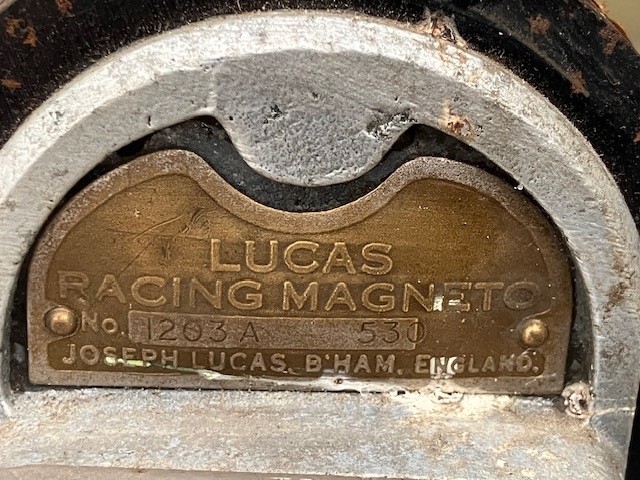 LUCAS
RACING MAGNETO
No. 1203A 530
JOSEPH LUCAS, B'HAM, ENGLAND.